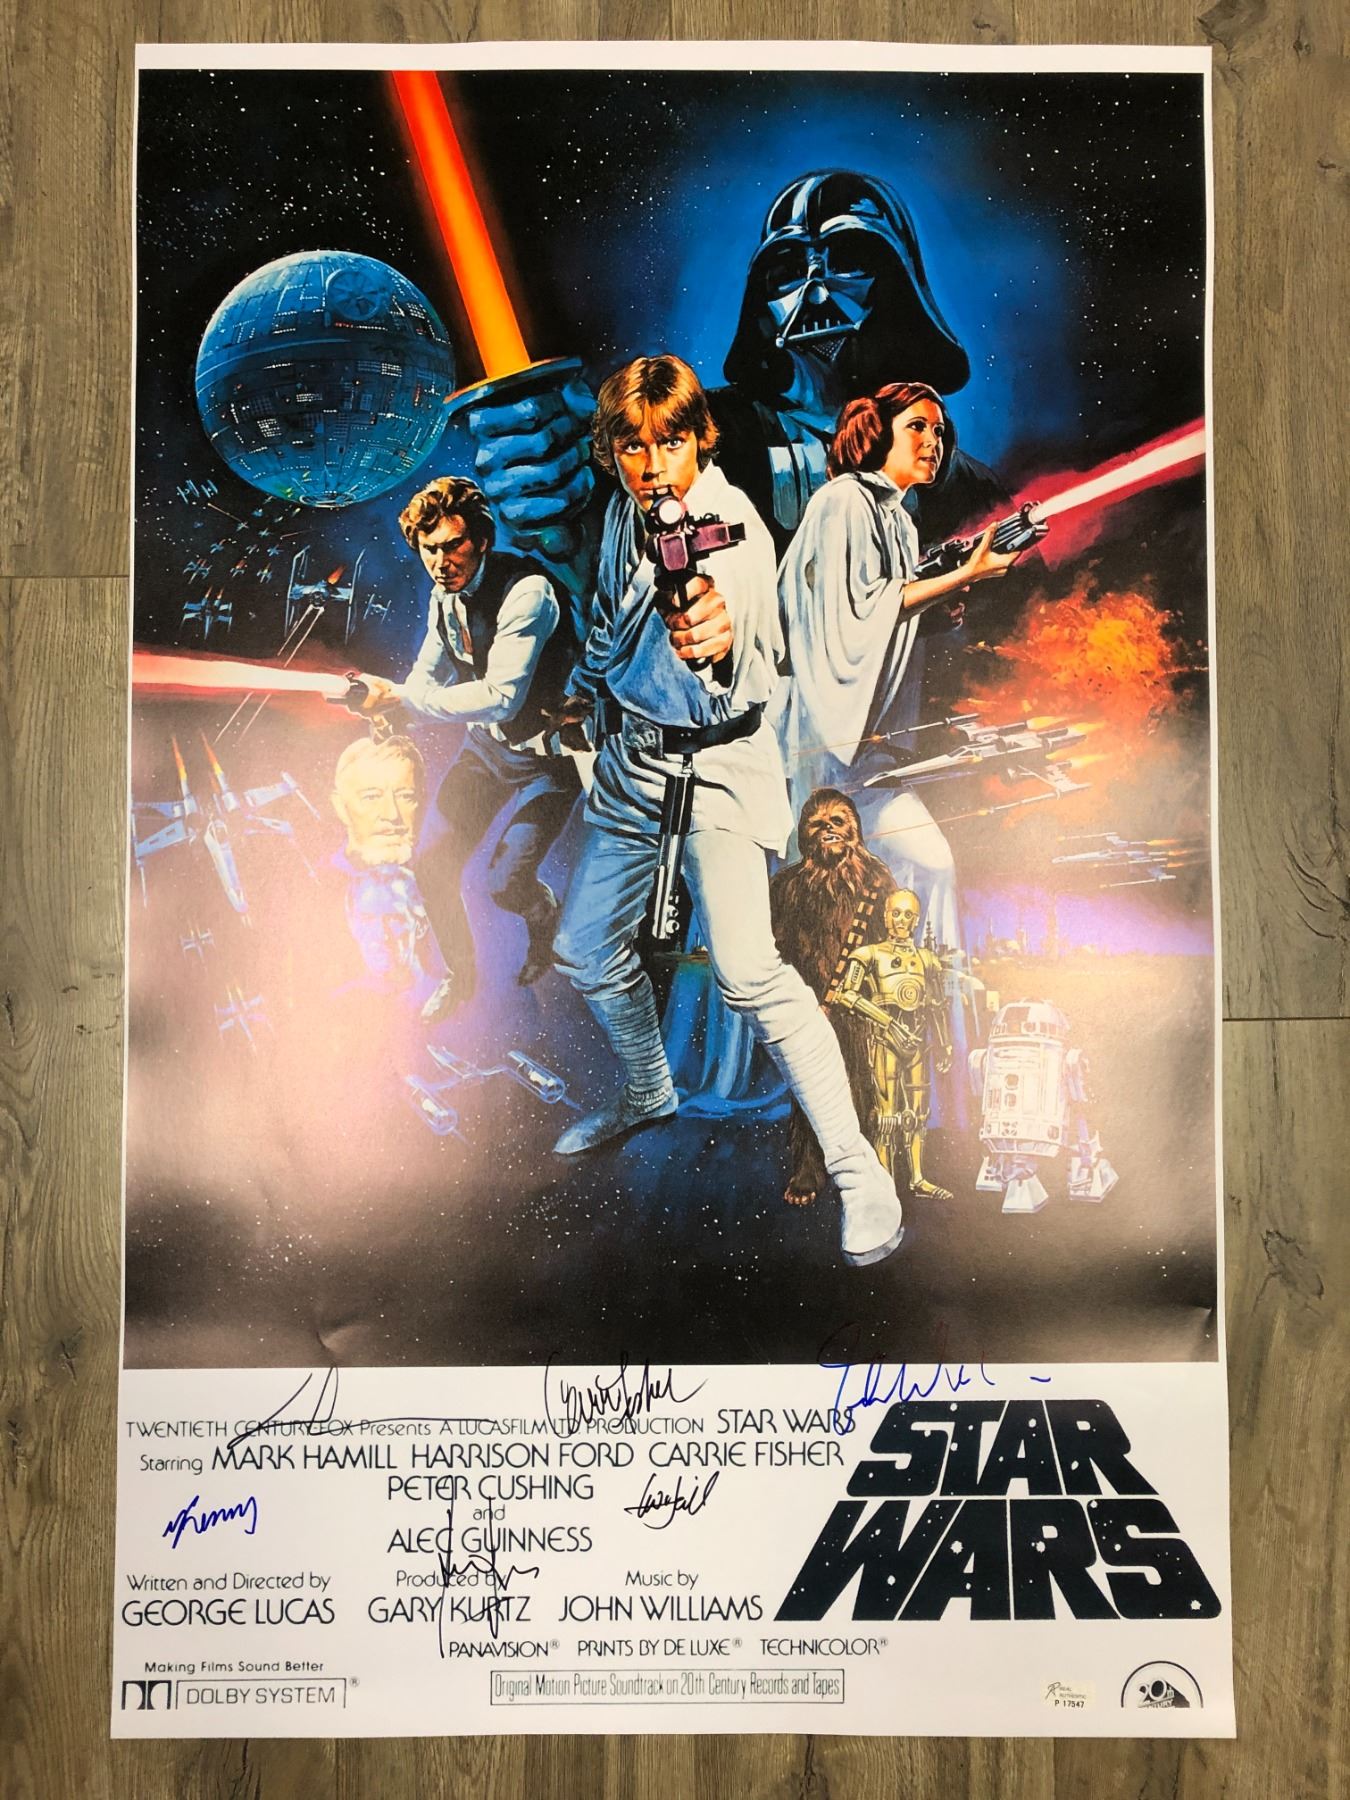 TWENTIETH CENTURY-FOX Presents A LUCASFILM LTD. PRODUCTION STAR WARS
Starring MARK HAMILL HARRISON FORD CARRIE FISHER
PETER CUSHING
and
ALEC GUINNESS
Kenny
Written and Directed by
GEORGE LUCAS
Produced by
GARY KURTZ
Music by
JOHN WILLIAMS
PANAVISION® PRINTS BY DE LUXE® TECHNICOLOR®
STAR
WARS
Making Films Sound Better
DOLBY SYSTEM ®
Original Motion Picture Soundtrack on 20th Century Records and Tapes
P 17547
20th
CENTURY